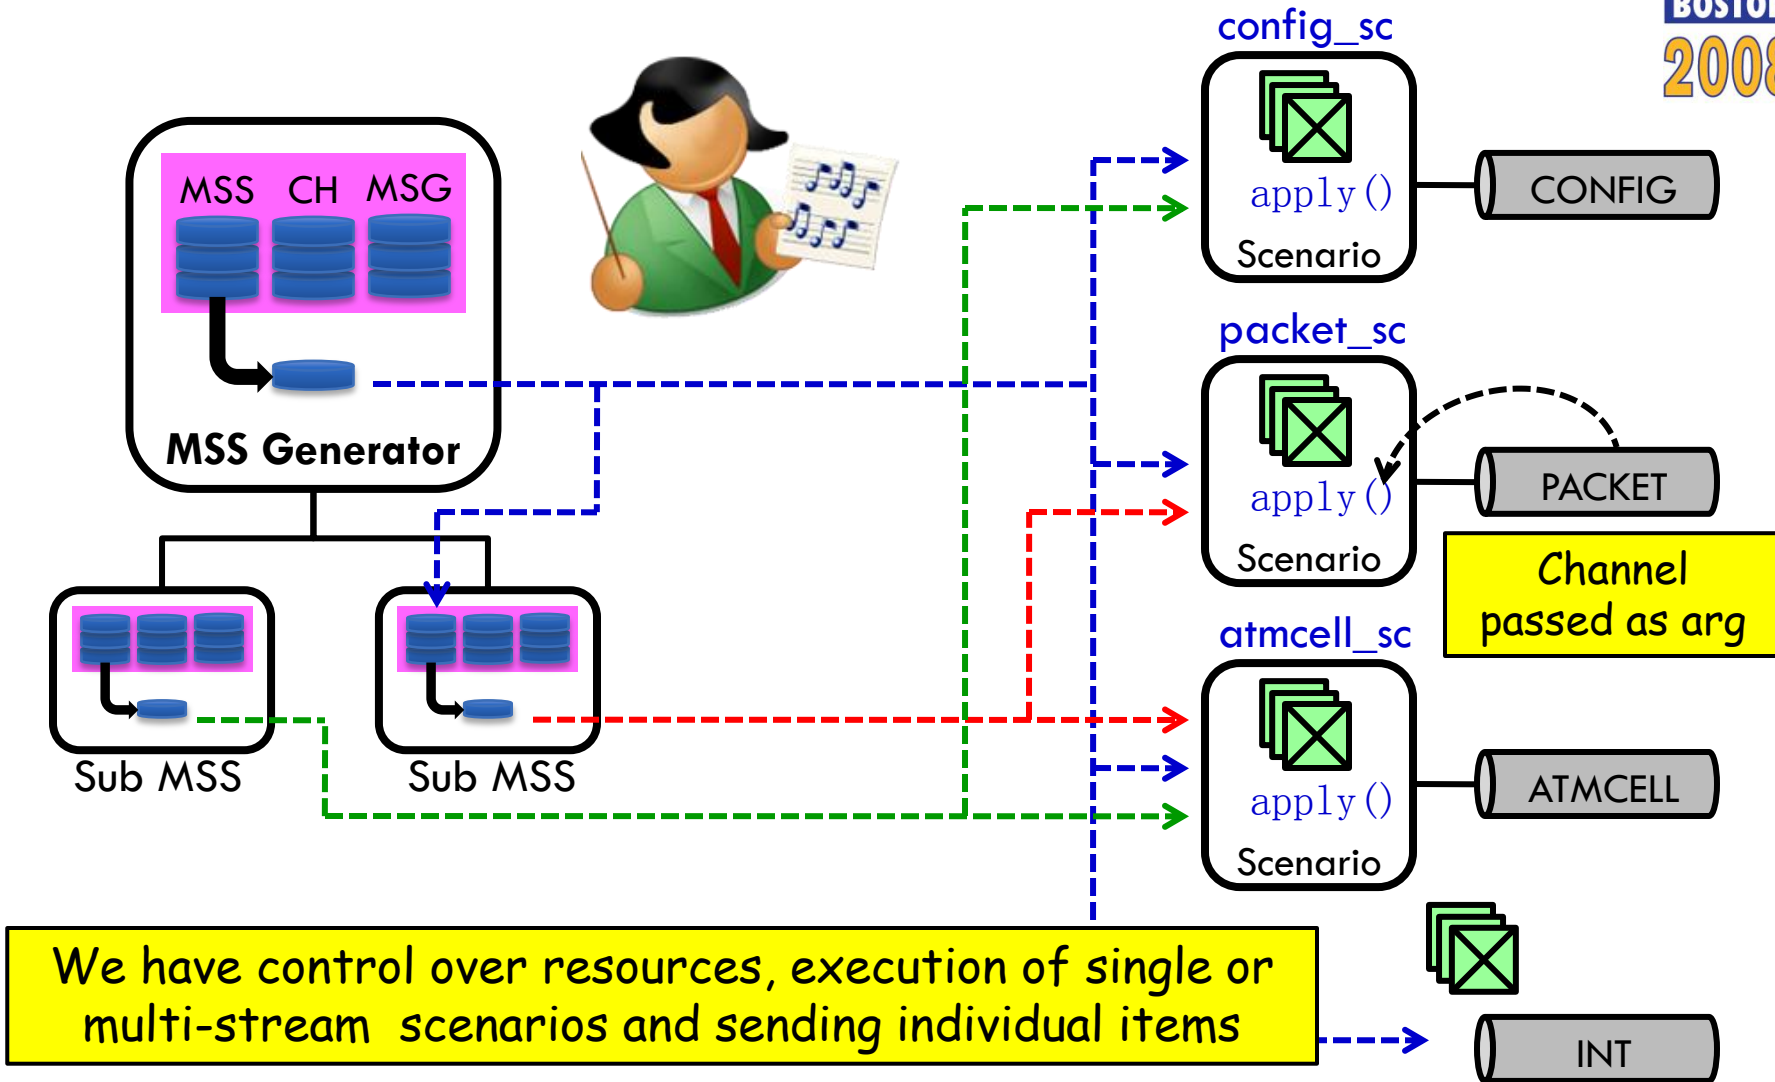 BOSTON
2008
config_sc
apply()
Scenario
CONFIG
MSS CH MSG
MSS Generator
packet_sc
apply()
Scenario
PACKET
Channel
passed as arg
Sub MSS
Sub MSS
atmcell_sc
apply()
Scenario
ATMCELL
We have control over resources, execution of single or
multi-stream scenarios and sending individual items
INT